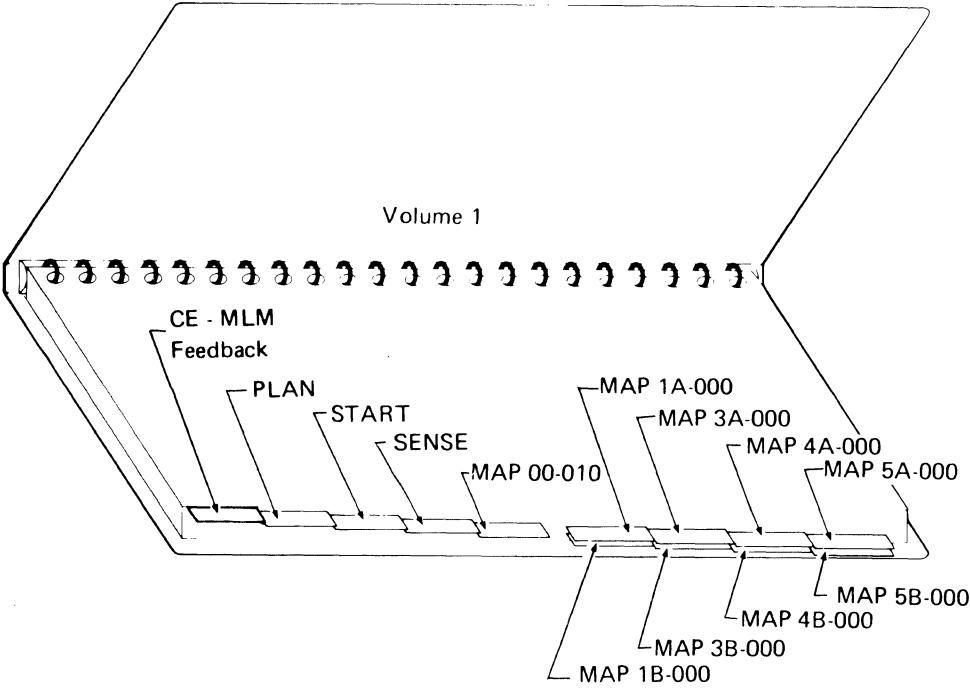 Volume 1
CE - MLM
Feedback
PLAN
START
SENSE
MAP 00-010
MAP 1A-000
MAP 3A-000
MAP 4A-000
MAP 5A-000
MAP 5B-000
MAP 4B-000
MAP 3B-000
MAP 1B-000